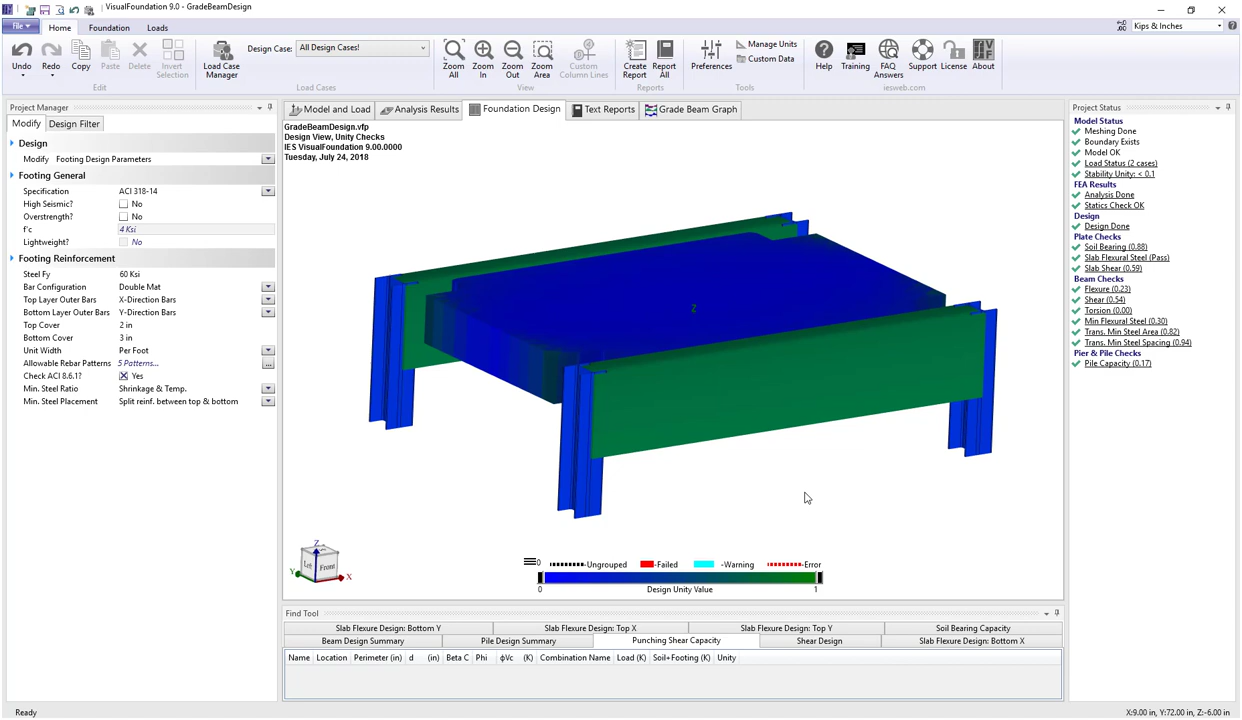 VisualFoundation 9.0 - GradeBeamDesign
File
Home
Foundation
Loads
Kips & Inches
Undo
Redo
Copy
Paste
Delete
Invert
Selection
Edit
Load Case
Manager
Design Case: All Design Cases!
Load Cases
Zoom
All
Zoom
In
Zoom
Out
Zoom
Area
Custom
Column Lines
View
Create
Report
Report
All
Reports
Preferences
Manage Units
Custom Data
Tools
Help
Training
FAQ
Answers
Support
License
About
iesweb.com
Project Manager
Modify
Design Filter
Design
Modify Footing Design Parameters
Footing General
Specification ACI 318-14
High Seismic? No
Overstrength? No
f'c 4 Ksi
Lightweight? No
Footing Reinforcement
Steel Fy 60 Ksi
Bar Configuration Double Mat
Top Layer Outer Bars X-Direction Bars
Bottom Layer Outer Bars Y-Direction Bars
Top Cover 2 in
Bottom Cover 3 in
Unit Width Per Foot
Allowable Rebar Patterns 5 Patterns...
Check ACI 8.6.1? Yes
Min. Steel Ratio Shrinkage & Temp.
Min. Steel Placement Split reinf. between top & bottom
Model and Load
Analysis Results
Foundation Design
Text Reports
Grade Beam Graph
GradeBeamDesign.vfp
Design View, Unity Checks
IES VisualFoundation 9.00.0000
Tuesday, July 24, 2018
Z
Z
Left
Front
Y
X
0
-Ungrouped
-Failed
-Warning
-Error
0
1
Design Unity Value
Find Tool
Slab Flexure Design: Bottom Y
Slab Flexure Design: Top X
Slab Flexure Design: Top Y
Soil Bearing Capacity
Beam Design Summary
Pile Design Summary
Punching Shear Capacity
Shear Design
Slab Flexure Design: Bottom X
Name Location Perimeter (in) d (in) Beta C Phi ϕVc (K) Combination Name Load (K) Soil+Footing (K) Unity
Project Status
Model Status
Meshing Done
Boundary Exists
Model OK
Load Status (2 cases)
Stability Unity: < 0.1
FEA Results
Analysis Done
Statics Check OK
Design
Design Done
Plate Checks
Soil Bearing (0.88)
Slab Flexural Steel (Pass)
Slab Shear (0.59)
Beam Checks
Flexure (0.23)
Shear (0.54)
Torsion (0.00)
Min Flexural Steel (0.30)
Trans. Min Steel Area (0.82)
Trans. Min Steel Spacing (0.94)
Pier & Pile Checks
Pile Capacity (0.17)
Ready
X:9.00 in, Y:72.00 in, Z:-6.00 in